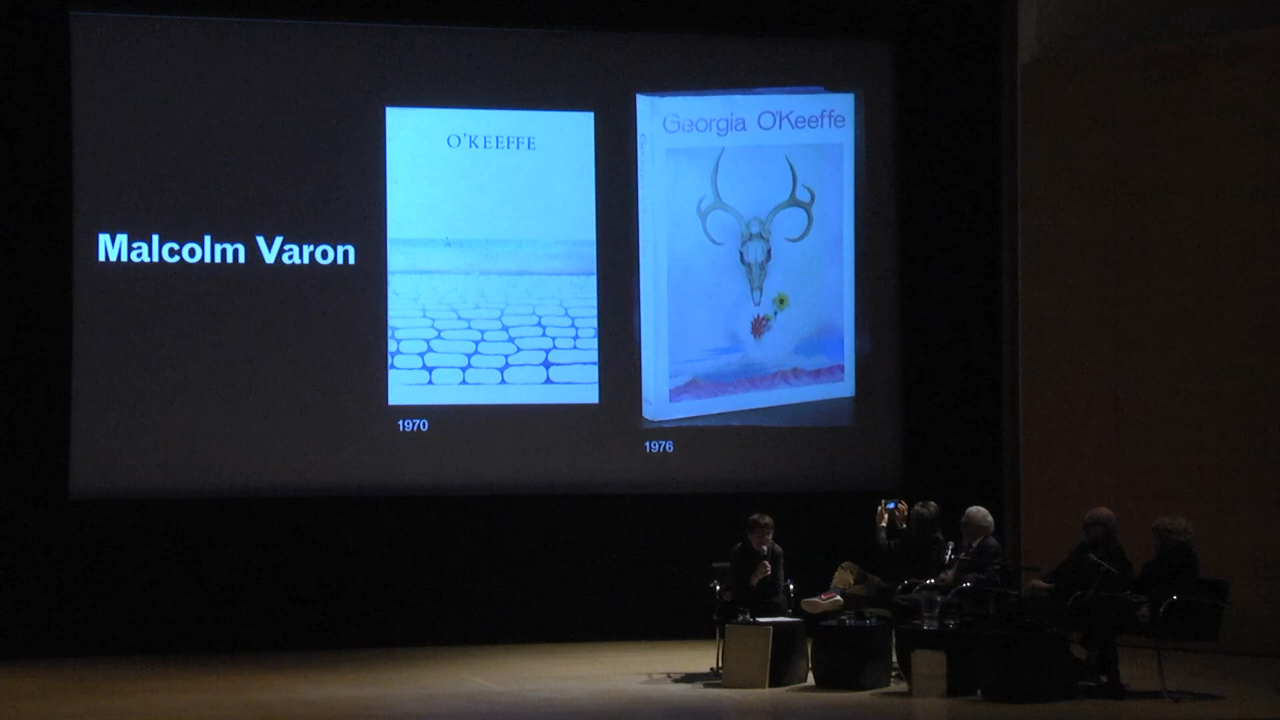 Malcolm Varon
O'KEEFFE
1970
Georgia O'Keeffe
1976